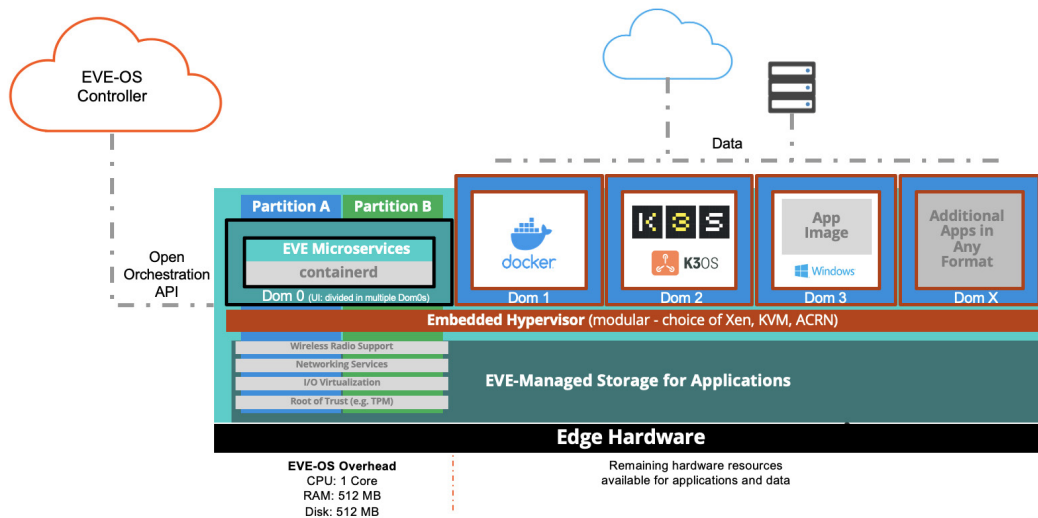 EVE-OS
Controller
Data
Partition A
Partition B
EVE Microservices
containerd
Dom 0 (UI: divided in multiple Dom0s)
docker
Dom 1
K3S
K3OS
Dom 2
App
Image
Windows
Dom 3
Additional
Apps in
Any
Format
Dom X
Open
Orchestration
API
Embedded Hypervisor (modular - choice of Xen, KVM, ACRN)
Wireless Radio Support
Networking Services
I/O Virtualization
Root of Trust (e.g. TPM)
EVE-Managed Storage for Applications
Edge Hardware
EVE-OS Overhead
CPU: 1 Core
RAM: 512 MB
Disk: 512 MB
Remaining hardware resources
available for applications and data